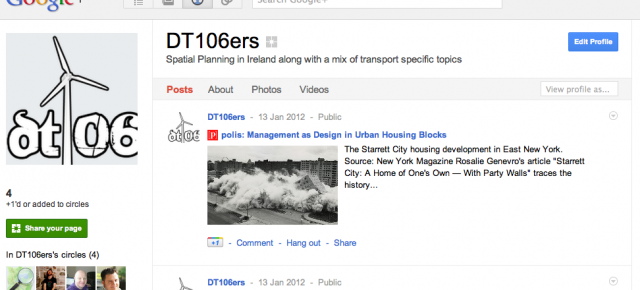 Google+
Search Google+
DT106ers
Spatial Planning in Ireland along with a mix of transport specific topics
Edit Profile
Posts About Photos Videos
View profile as...
dt 06
4
+1'd or added to circles
Share your page
In DT106ers's circles (4)
DT106ers - 13 Jan 2012 - Public
dt 06
P polis: Management as Design in Urban Housing Blocks
The Starrett City housing development in East New York.
Source: New York Magazine Rosalie Genevro's article "Starrett
City: A Home of One's Own — With Party Walls" traces the
history...
+1 - Comment - Hang out - Share
DT106ers - 13 Jan 2012 - Public